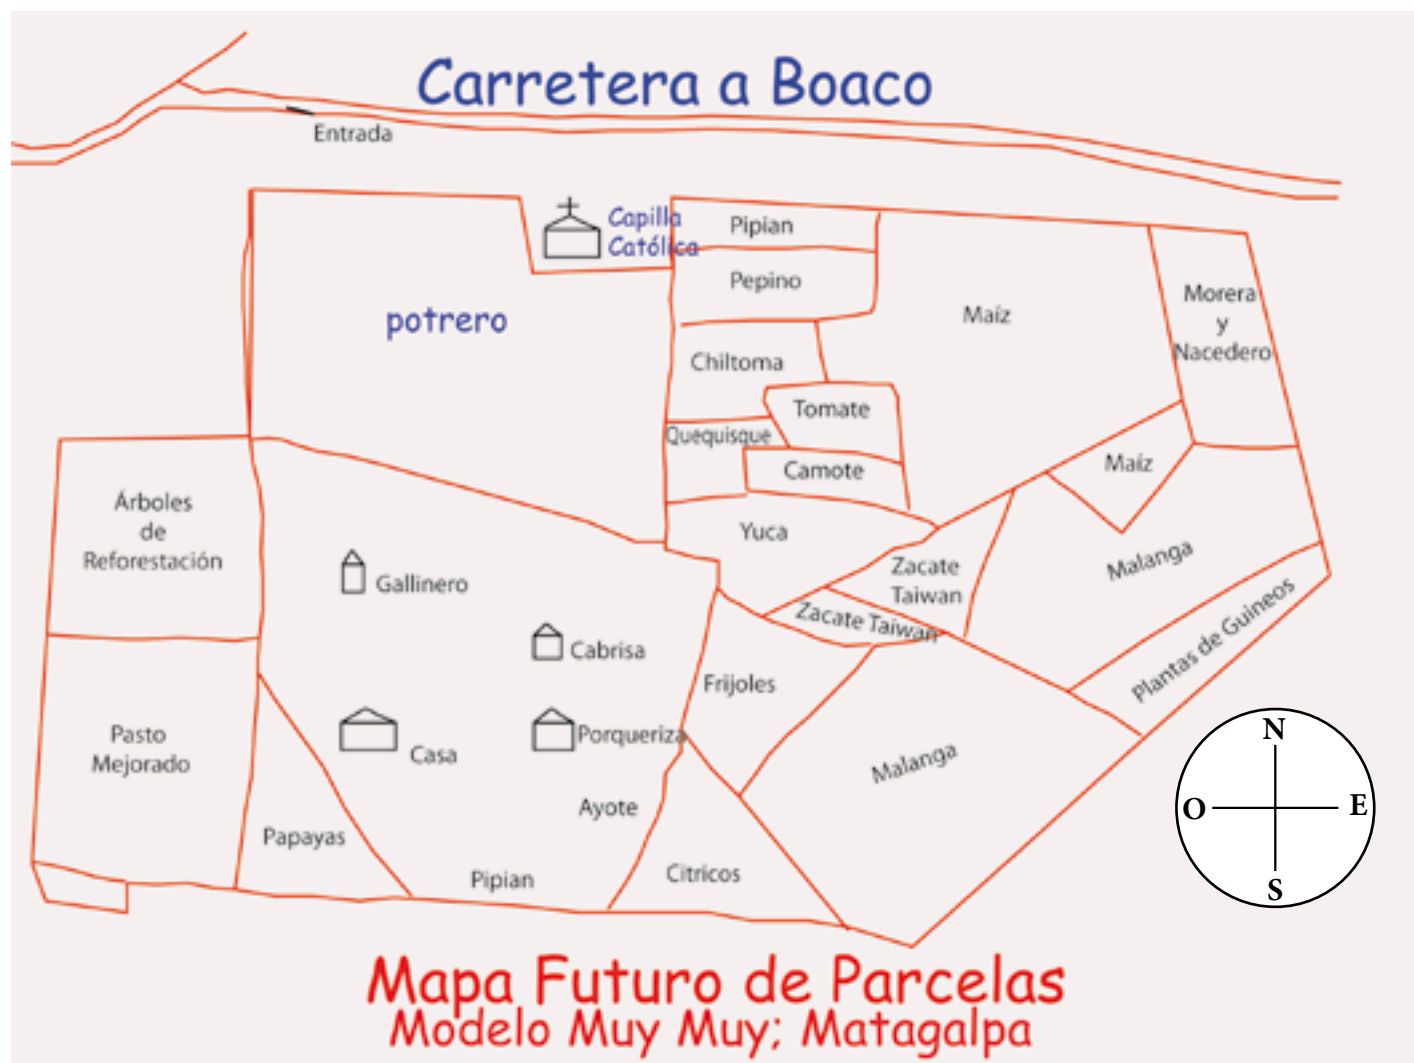 Carretera a Boaco
Entrada
Capilla
Católica
Pipian
Pepino
potrero
Maíz
Morera
y
Nacedero
Chiltoma
Tomate
Quequisque
Camote
Maíz
Árboles
de
Reforestación
Yuca
Zacate
Taiwan
Malanga
Gallinero
Zacate Taiwan
Plantas de Guineos
Cabrisa
Frijoles
Pasto
Mejorado
Casa
Porqueriza
Malanga
Ayote
Papayas
Pipian
Citricos
N
O
E
S
Mapa Futuro de Parcelas
Modelo Muy Muy; Matagalpa